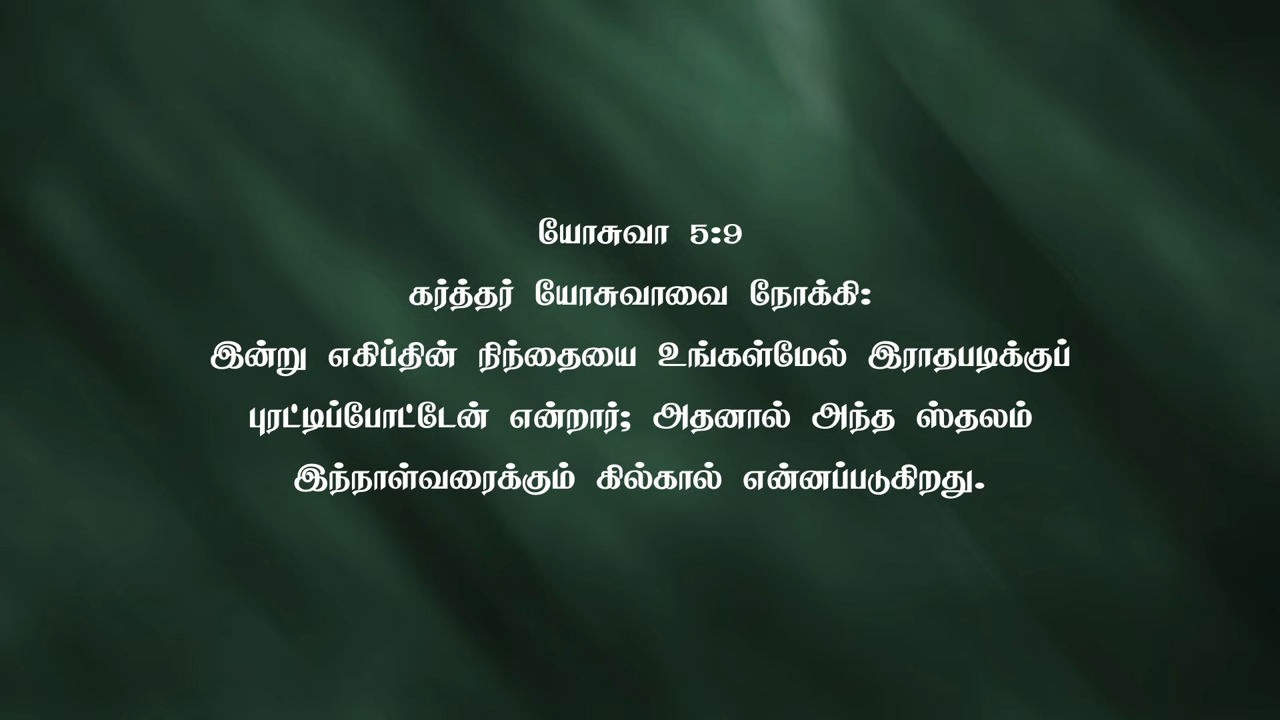 யோசுவா 5:9
கர்த்தர் யோசுவாவை நோக்கி:
இன்று எகிப்தின் நிந்தையை உங்கள்மேல் இராதபடிக்குப்
புரட்டிப்போட்டேன் என்றார்; அதனால் அந்த ஸ்தலம்
இந்நாள்வரைக்கும் கில்கால் என்னப்படுகிறது.